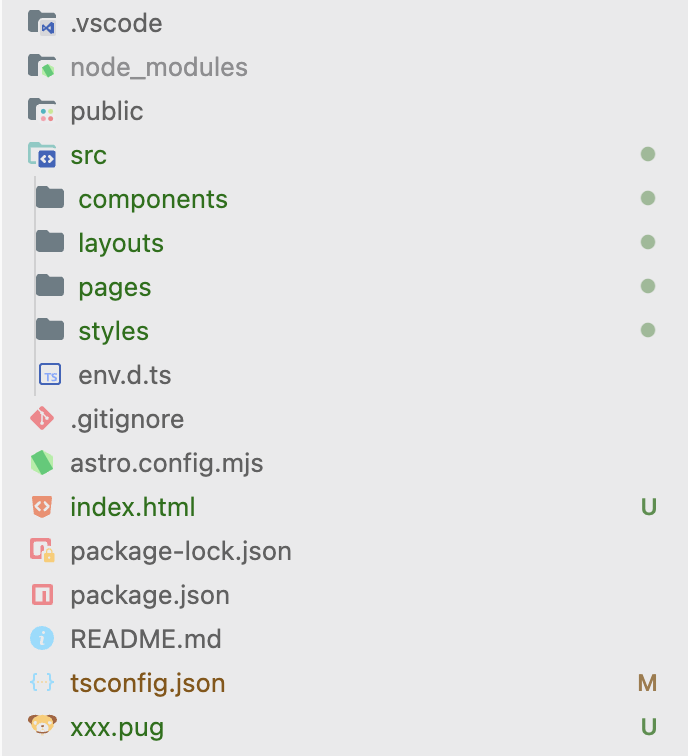 .vscode
node_modules
public
src
components
layouts
pages
styles
TS env.d.ts
.gitignore
astro.config.mjs
index.html U
package-lock.json
package.json
README.md
tsconfig.json M
xxx.pug U